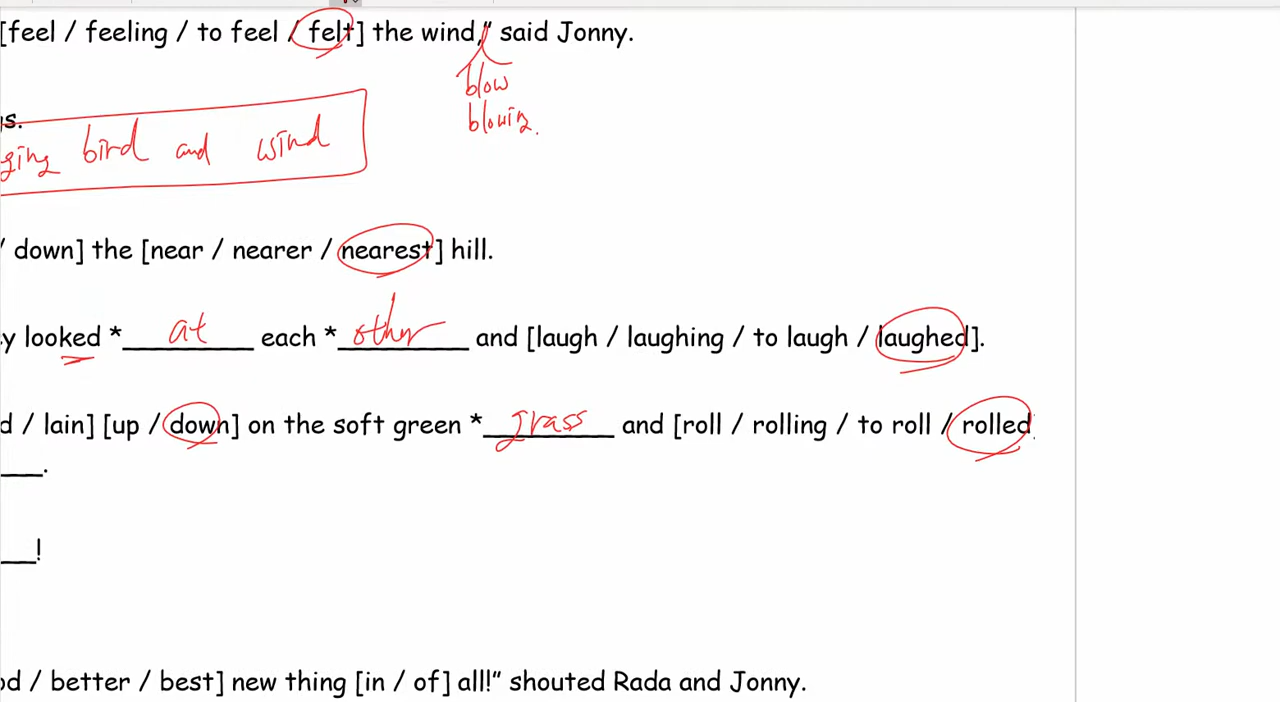 [feel / feeling / to feel / felt] the wind," said Jonny.
blow
blowing.
s.
ging bird and wind
/ down] the [near / nearer / nearest] hill.
y looked * at each * other and [laugh / laughing / to laugh / laughed].
d / lain] [up / down] on the soft green * grass and [roll / rolling / to roll / rolled]
___.
___!
od / better / best] new thing [in / of] all!" shouted Rada and Jonny.